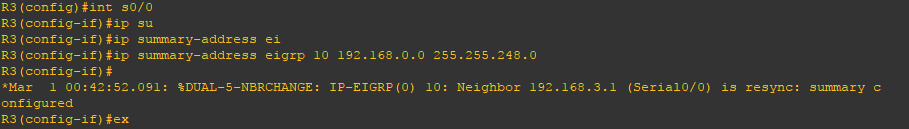 R3(config)#int s0/0
R3(config-if)#ip su
R3(config-if)#ip summary-address ei
R3(config-if)#ip summary-address eigrp 10 192.168.0.0 255.255.248.0
R3(config-if)#
*Mar  1 00:42:52.091: %DUAL-5-NBRCHANGE: IP-EIGRP(0) 10: Neighbor 192.168.3.1 (Serial0/0) is resync: summary c
onfigured
R3(config-if)#ex